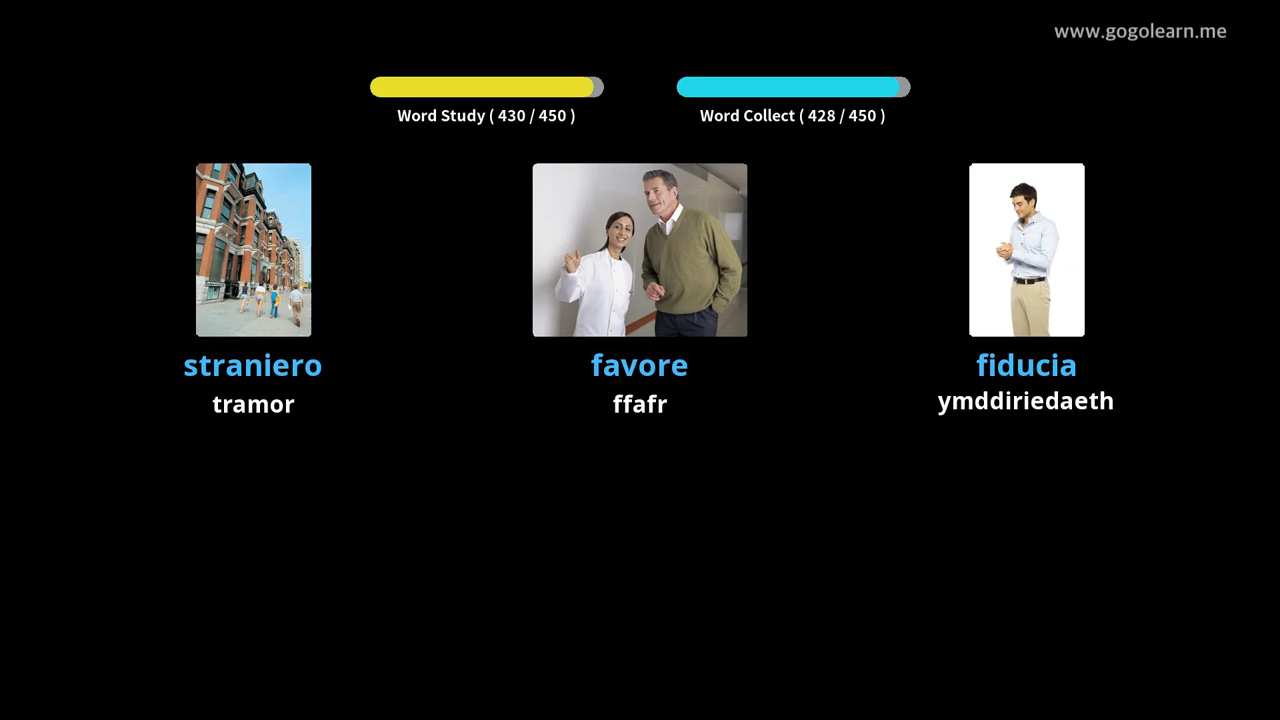 www.gogolearn.me
Word Study ( 430 / 450 )
Word Collect ( 428 / 450 )
straniero
tramor
favore
ffafr
fiducia
ymddiriedaeth